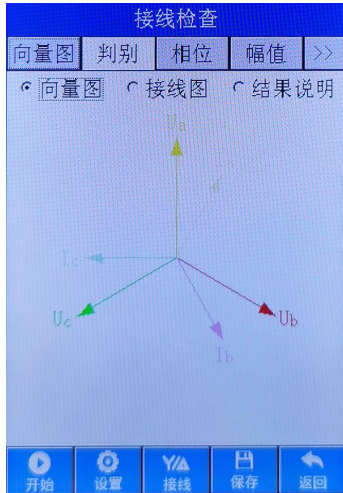 接线检查
向量图 判别 相位 幅值 >>
向量图 接线图 结果说明
Ua
Ic
Uc Ub
Ib
开始 设置 Y/△ 接线 保存 返回